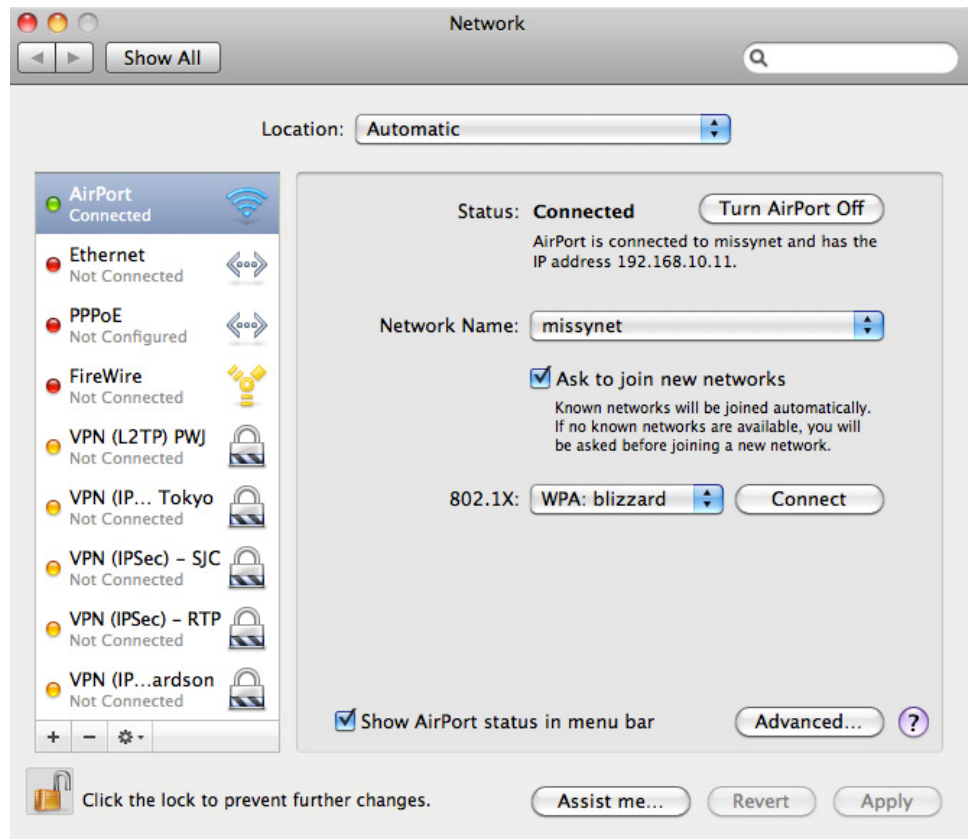 Network
Show All
Location: Automatic
AirPort
Connected
Ethernet
Not Connected
PPPoE
Not Configured
FireWire
Not Connected
VPN (L2TP) PWJ
Not Connected
VPN (IP... Tokyo
Not Connected
VPN (IPSec) – SJC
Not Connected
VPN (IPSec) – RTP
Not Connected
VPN (IP...ardson
Not Connected
Status: Connected Turn AirPort Off
AirPort is connected to missynet and has the
IP address 192.168.10.11.
Network Name: missynet
Ask to join new networks
Known networks will be joined automatically.
If no known networks are available, you will
be asked before joining a new network.
802.1X: WPA: blizzard Connect
Show AirPort status in menu bar Advanced... ?
Click the lock to prevent further changes. Assist me... Revert Apply